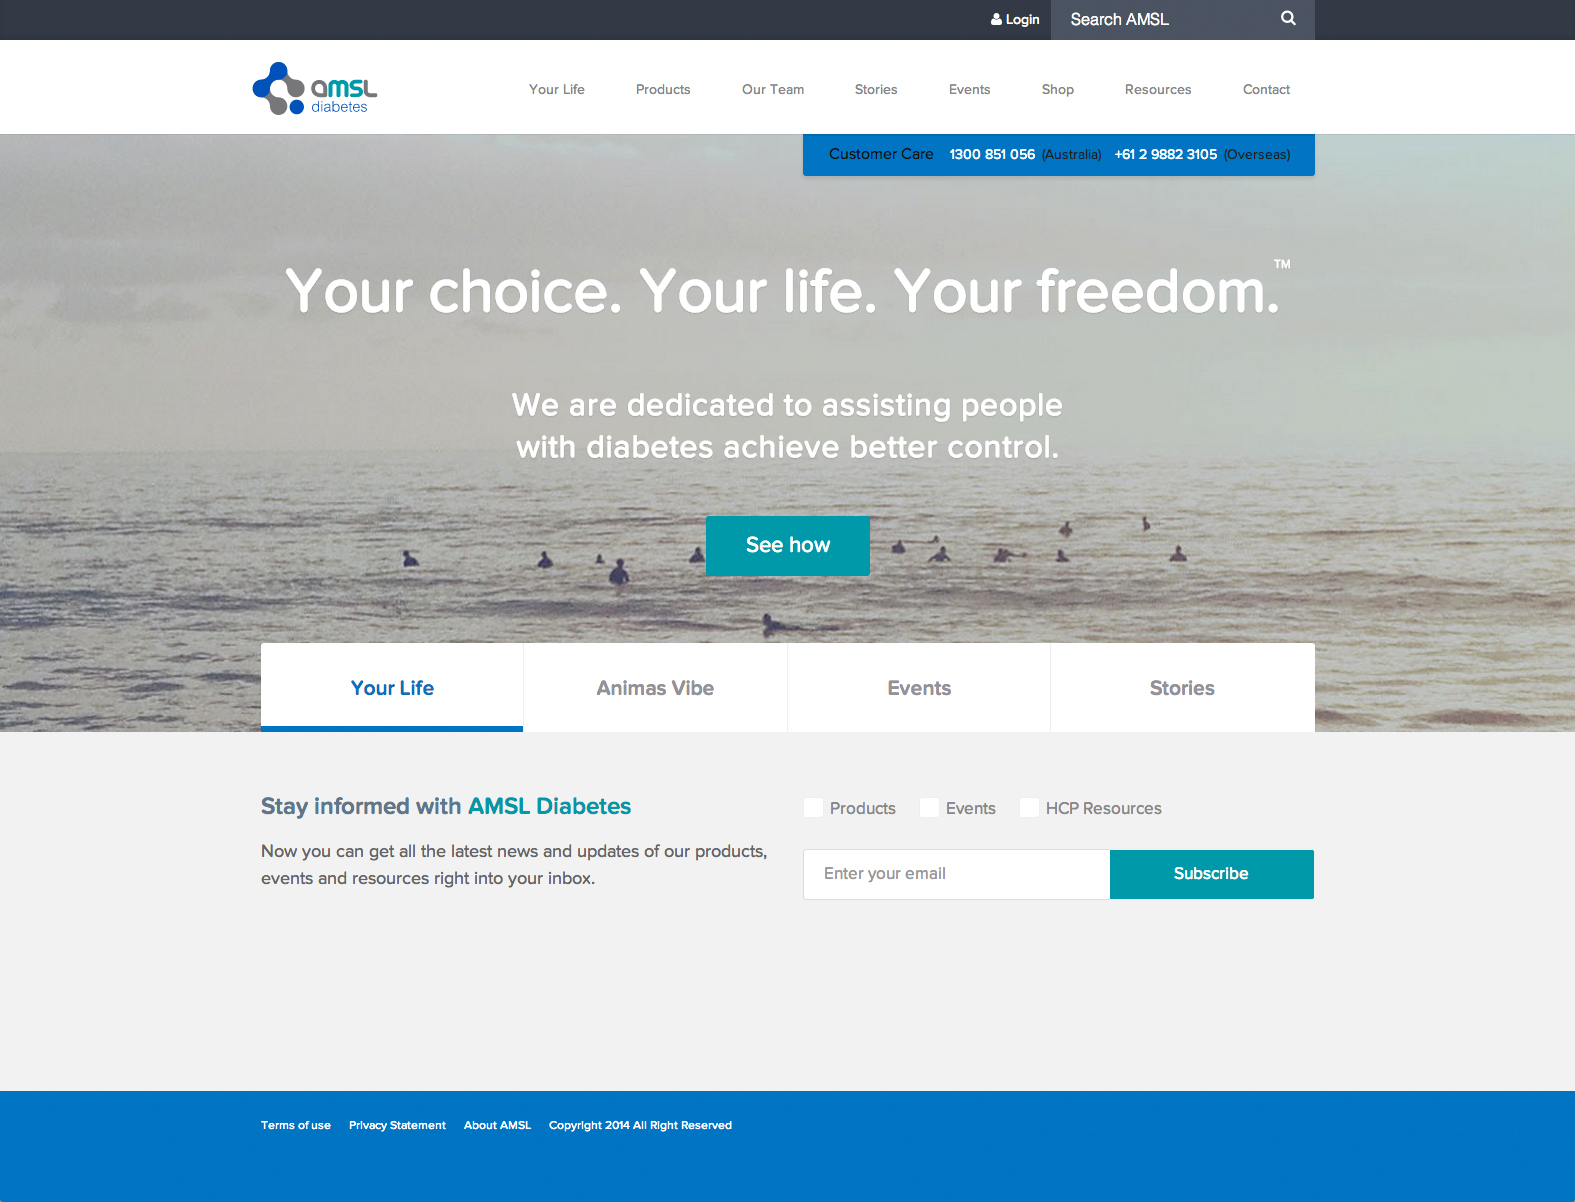 Login
Search AMSL
amsl
diabetes
Your Life
Products
Our Team
Stories
Events
Shop
Resources
Contact
Customer Care 1300 851 056 (Australia) +61 2 9882 3105 (Overseas)
Your choice. Your life. Your freedom.™
We are dedicated to assisting people
with diabetes achieve better control.
See how
Your Life
Animas Vibe
Events
Stories
Stay informed with AMSL Diabetes
Now you can get all the latest news and updates of our products,
events and resources right into your inbox.
Products
Events
HCP Resources
Enter your email
Subscribe
Terms of use
Privacy Statement
About AMSL
Copyright 2014 All Right Reserved